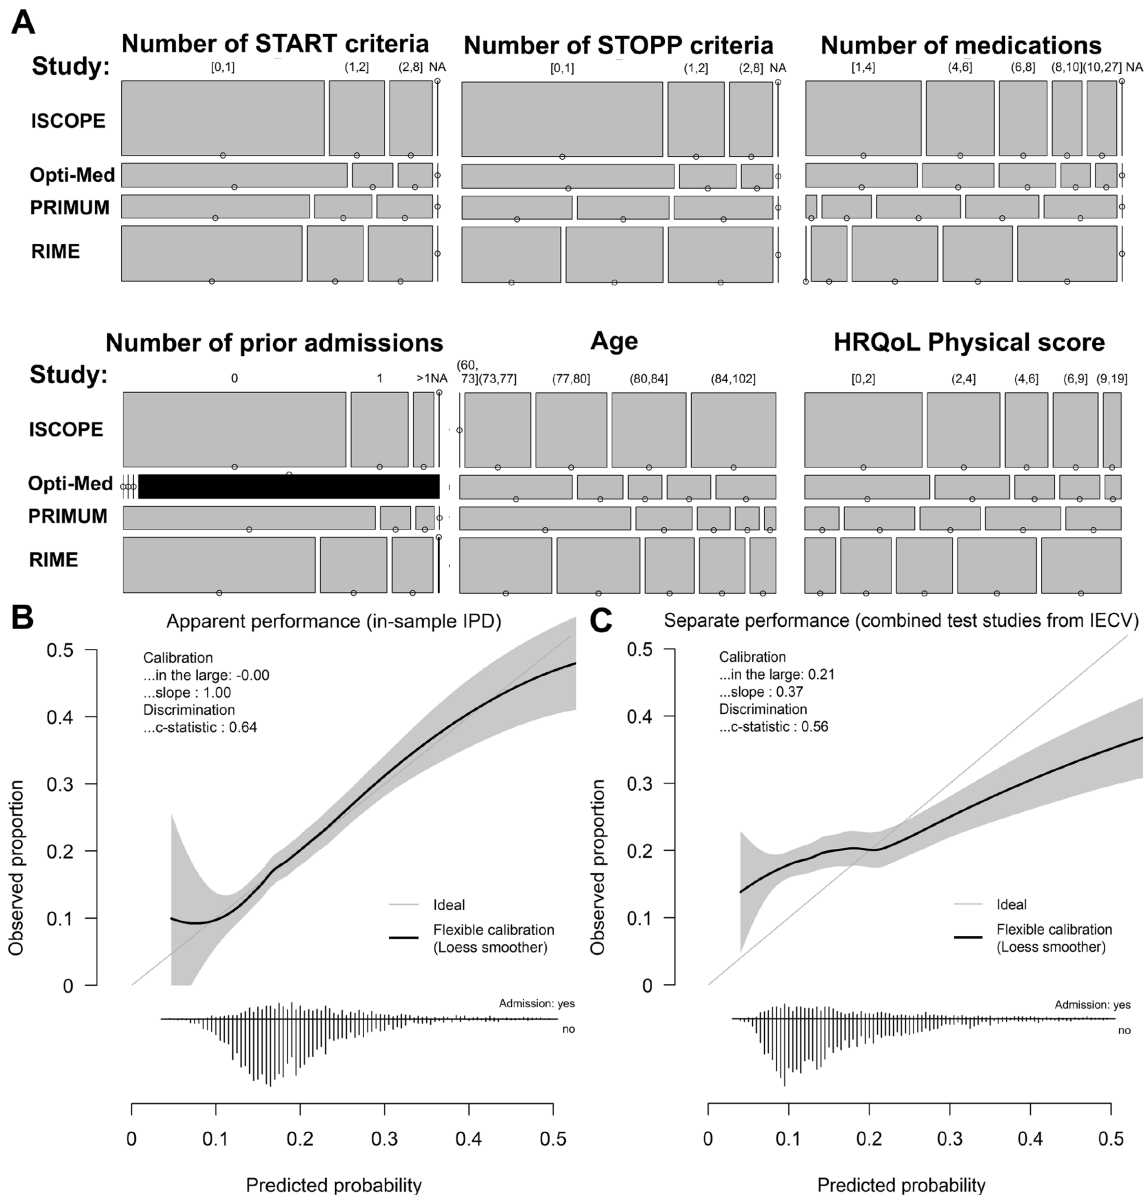 A
Number of START criteria
Number of STOPP criteria
Number of medications
Study:
[0,1] (1,2] (2,8] NA
[0,1] (1,2] (2,8] NA
[1,4] (4,6] (6,8] (8,10] (10,27] NA
ISCOPE
Opti-Med
PRIMUM
RIME
Number of prior admissions
Age
HRQoL Physical score
Study:
0 1 >1 NA
(60,
73] (73,77] (77,80] (80,84] (84,102]
[0,2] (2,4] (4,6] (6,9] (9,19]
ISCOPE
Opti-Med
PRIMUM
RIME
B
Apparent performance (in-sample IPD)
Calibration
...in the large: -0.00
...slope : 1.00
Discrimination
...c-statistic : 0.64
Observed proportion
0.5
0.4
0.3
0.2
0.1
0
Ideal
Flexible calibration
(Loess smoother)
Admission: yes
no
0 0.1 0.2 0.3 0.4 0.5
Predicted probability
C
Separate performance (combined test studies from IECV)
Calibration
...in the large: 0.21
...slope : 0.37
Discrimination
...c-statistic : 0.56
Observed proportion
0.5
0.4
0.3
0.2
0.1
0
Ideal
Flexible calibration
(Loess smoother)
Admission: yes
no
0 0.1 0.2 0.3 0.4 0.5
Predicted probability